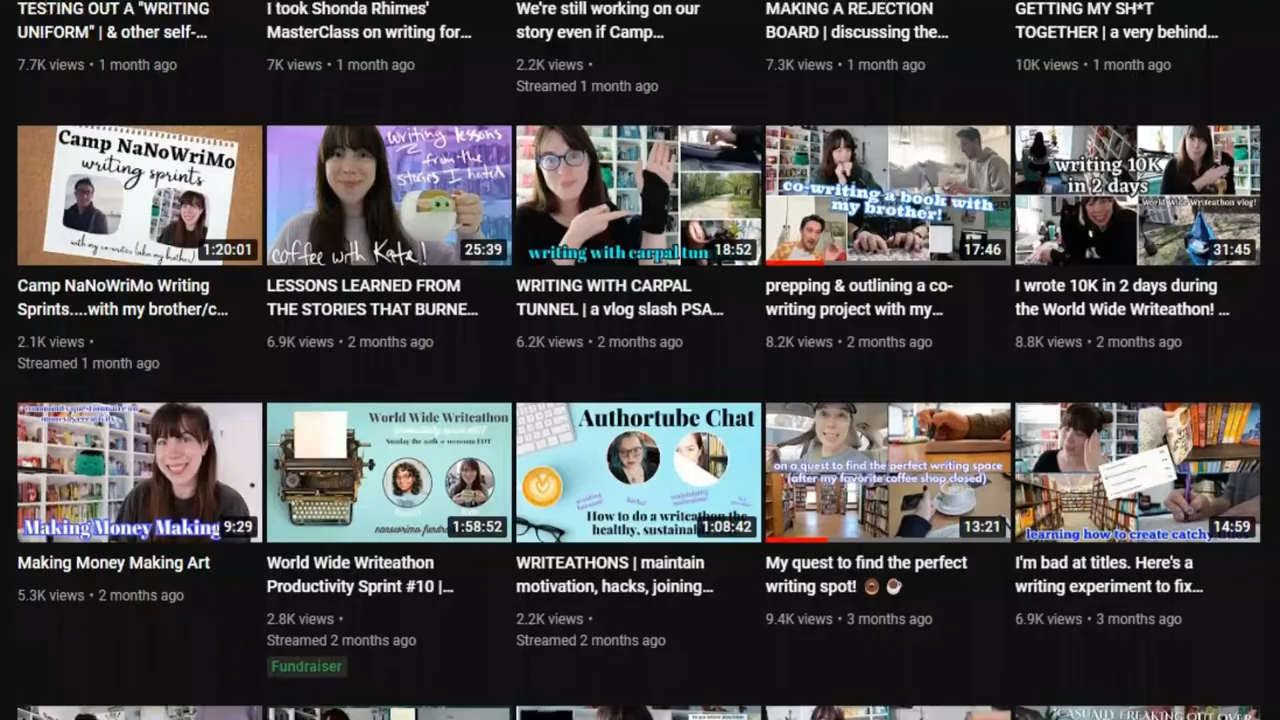 TESTING OUT A "WRITING
UNIFORM" | & other self-...
7.7K views • 1 month ago
I took Shonda Rhimes'
MasterClass on writing for...
7K views • 1 month ago
We're still working on our
story even if Camp...
2.2K views •
Streamed 1 month ago
MAKING A REJECTION
BOARD | discussing the...
7.3K views • 1 month ago
GETTING MY SH*T
TOGETHER | a very behind...
10K views • 1 month ago
Camp NaNoWriMo
writing sprints
1:20:01
Camp NaNoWriMo Writing
Sprints....with my brother/c...
2.1K views •
Streamed 1 month ago
writing lessons
from the
stories I hated
coffee with Kate!
25:39
LESSONS LEARNED FROM
THE STORIES THAT BURNE...
6.9K views • 2 months ago
writing with carpal tun
18:52
WRITING WITH CARPAL
TUNNEL | a vlog slash PSA...
6.2K views • 2 months ago
co-writing a book with
my brother!
17:46
prepping & outlining a co-
writing project with my...
8.2K views • 2 months ago
writing 10K
in 2 days
world wide writeathon vlog!
31:45
I wrote 10K in 2 days during
the World Wide Writeathon! ...
8.8K views • 2 months ago
Making Money Making
9:29
Making Money Making Art
5.3K views • 2 months ago
World Wide Writeathon
1:58:52
World Wide Writeathon
Productivity Sprint #10 |...
2.8K views •
Streamed 2 months ago
Fundraiser
Authortube Chat
How to do a writeathon the
healthy, sustainal
1:08:42
WRITEATHONS | maintain
motivation, hacks, joining...
2.2K views •
Streamed 2 months ago
on a quest to find the perfect writing space
(after my favorite coffee shop closed)
13:21
My quest to find the perfect
writing spot! 🍩 ☕
9.4K views • 3 months ago
learning how to create catchy titles
14:59
I'm bad at titles. Here's a
writing experiment to fix...
6.9K views • 3 months ago
CASUALLY FREAKING OUT OVER